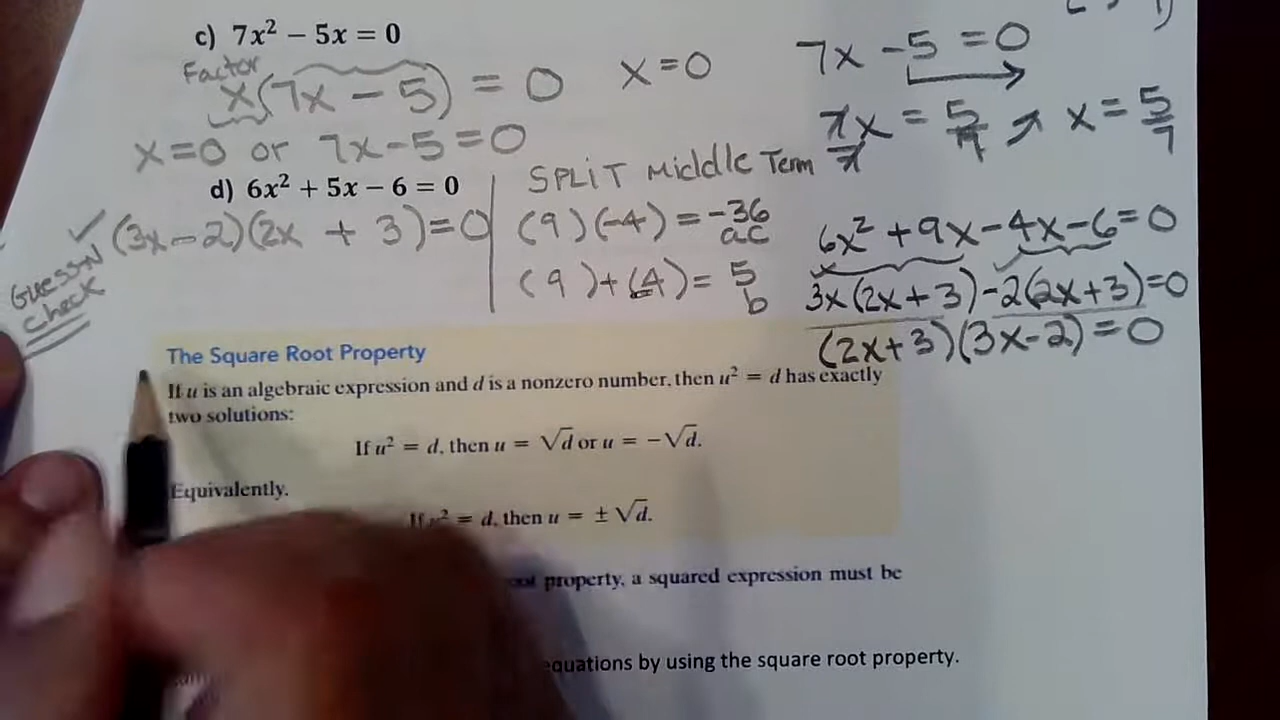 c) 7x² − 5x = 0
Factor
x(7x − 5) = 0
x=0 or 7x−5=0
x=0
7x −5 =0
7x/7 = 5/7 ↗ x = 5/7
d) 6x² + 5x − 6 = 0
✓(3x−2)(2x + 3)=0
Guess-N
Check
SPLIT Middle Term
(9)(−4) = −36
ac
(9)+(4)= 5
b
6x² +9x−4x−6=0
3x(2x+3)−2(2x+3)=0
(2x+3)(3x−2)=0
The Square Root Property
If u is an algebraic expression and d is a nonzero number, then u² = d has exactly
two solutions:
If u² = d, then u = √d or u = −√d.
Equivalently.
If u² = d, then u = ± √d.
property, a squared expression must be
equations by using the square root property.